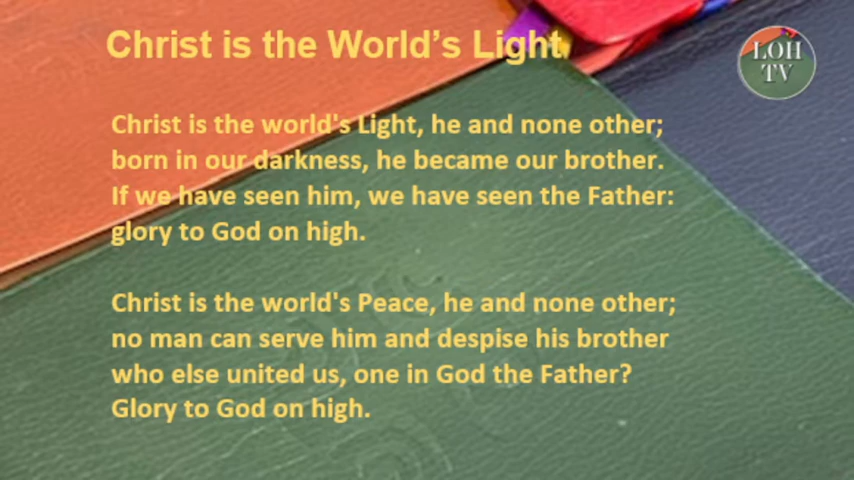 Christ is the World’s Light
LOH
TV
Christ is the world's Light, he and none other;
born in our darkness, he became our brother.
If we have seen him, we have seen the Father:
glory to God on high.
Christ is the world's Peace, he and none other;
no man can serve him and despise his brother
who else united us, one in God the Father?
Glory to God on high.